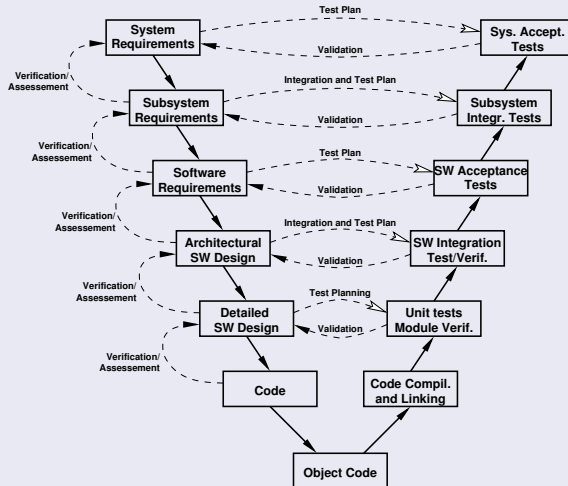 System
Requirements
Test Plan
Validation
Sys. Accept.
Tests
Verification/
Assessement
Subsystem
Requirements
Integration and Test Plan
Validation
Subsystem
Integr. Tests
Verification/
Assessement
Software
Requirements
Test Plan
Validation
SW Acceptance
Tests
Verification/
Assessement
Architectural
SW Design
Integration and Test Plan
Validation
SW Integration
Test/Verif.
Verification/
Assessement
Detailed
SW Design
Test Planning
Validation
Unit tests
Module Verif.
Verification/
Assessement
Code
Code Compil.
and Linking
Object Code